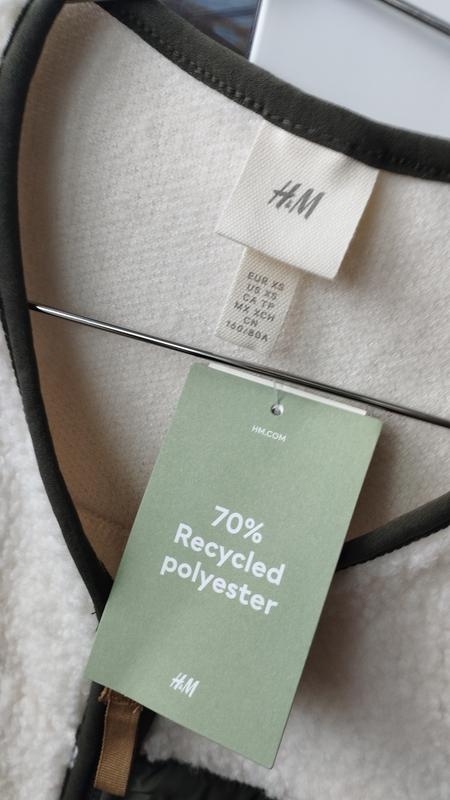 H&M
EUR XS
US XS
CA TP
MX XCH
CN
160/80A
HM.COM
70%
Recycled
polyester
H&M